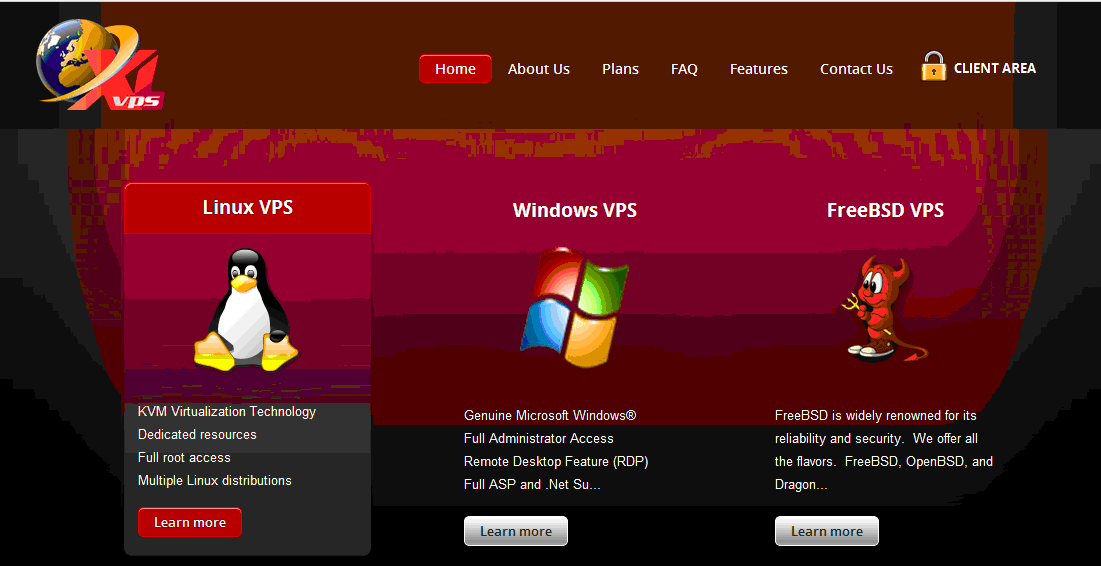 X1
vps
Home About Us Plans FAQ Features Contact Us CLIENT AREA
Linux VPS
KVM Virtualization Technology
Dedicated resources
Full root access
Multiple Linux distributions
Learn more
Windows VPS
Genuine Microsoft Windows®
Full Administrator Access
Remote Desktop Feature (RDP)
Full ASP and .Net Su...
Learn more
FreeBSD VPS
FreeBSD is widely renowned for its
reliability and security. We offer all
the flavors. FreeBSD, OpenBSD, and
Dragon...
Learn more